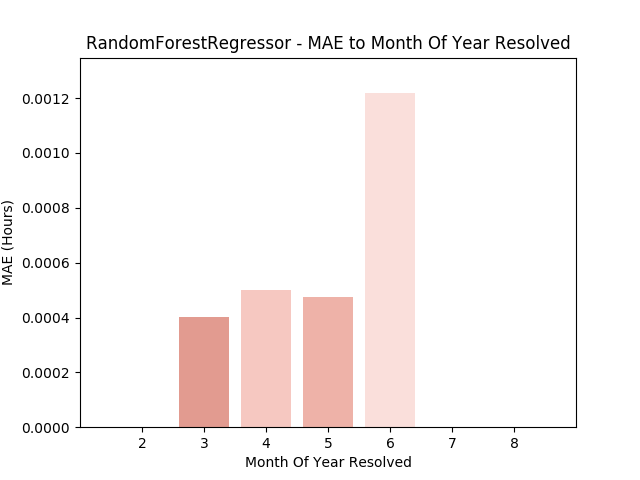 RandomForestRegressor - MAE to Month Of Year Resolved
0.0012
0.0010
0.0008
0.0006
0.0004
0.0002
0.0000
MAE (Hours)
2 3 4 5 6 7 8
Month Of Year Resolved